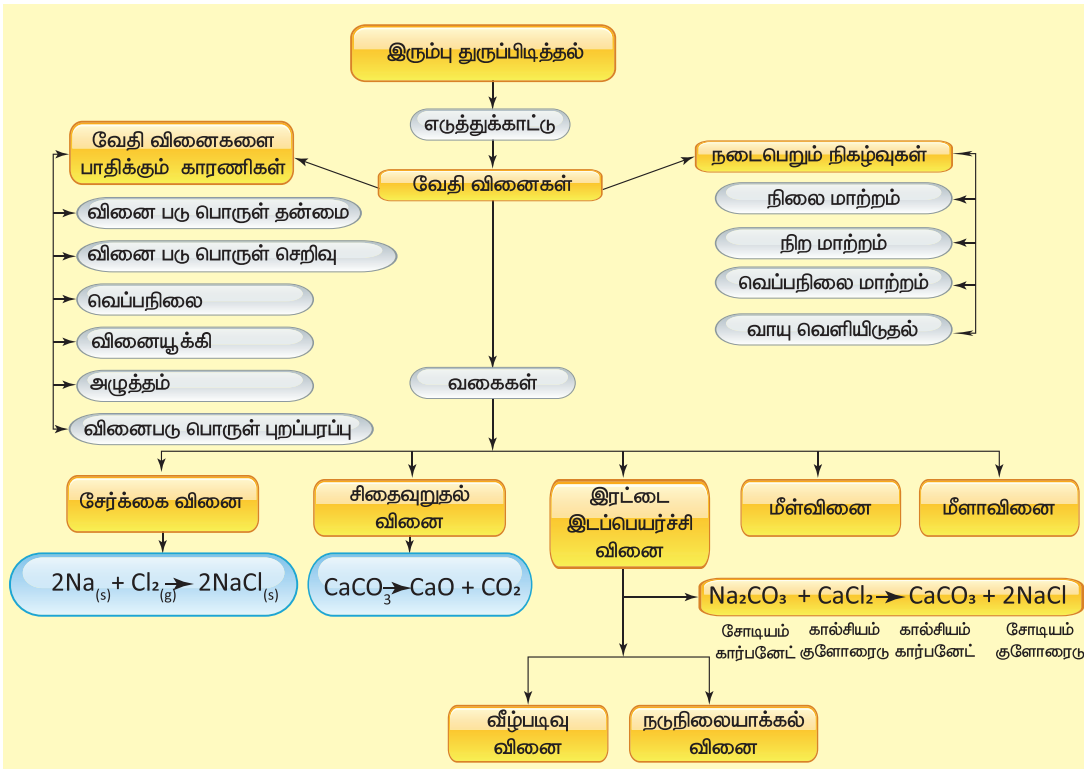 இரும்பு துருப்பிடித்தல்
எடுத்துக்காட்டு
வேதி வினைகளை
பாதிக்கும் காரணிகள்
வேதி வினைகள்
நடைபெறும் நிகழ்வுகள்
வினை படு பொருள் தன்மை
வினை படு பொருள் செறிவு
வெப்பநிலை
வினையூக்கி
அழுத்தம்
வினைபடு பொருள் புறப்பரப்பு
நிலை மாற்றம்
நிற மாற்றம்
வெப்பநிலை மாற்றம்
வாயு வெளியிடுதல்
வகைகள்
சேர்க்கை வினை
சிதைவுறுதல்
வினை
இரட்டை
இடப்பெயர்ச்சி
வினை
மீள்வினை
மீளாவினை
2Na(s) + Cl₂(g) → 2NaCl(s)
CaCO₃ → CaO + CO₂
Na₂CO₃ + CaCl₂ → CaCO₃ + 2NaCl
சோடியம் கால்சியம் கால்சியம் சோடியம்
கார்பனேட் குளோரைடு கார்பனேட் குளோரைடு
வீழ்படிவு
வினை
நடுநிலையாக்கல்
வினை